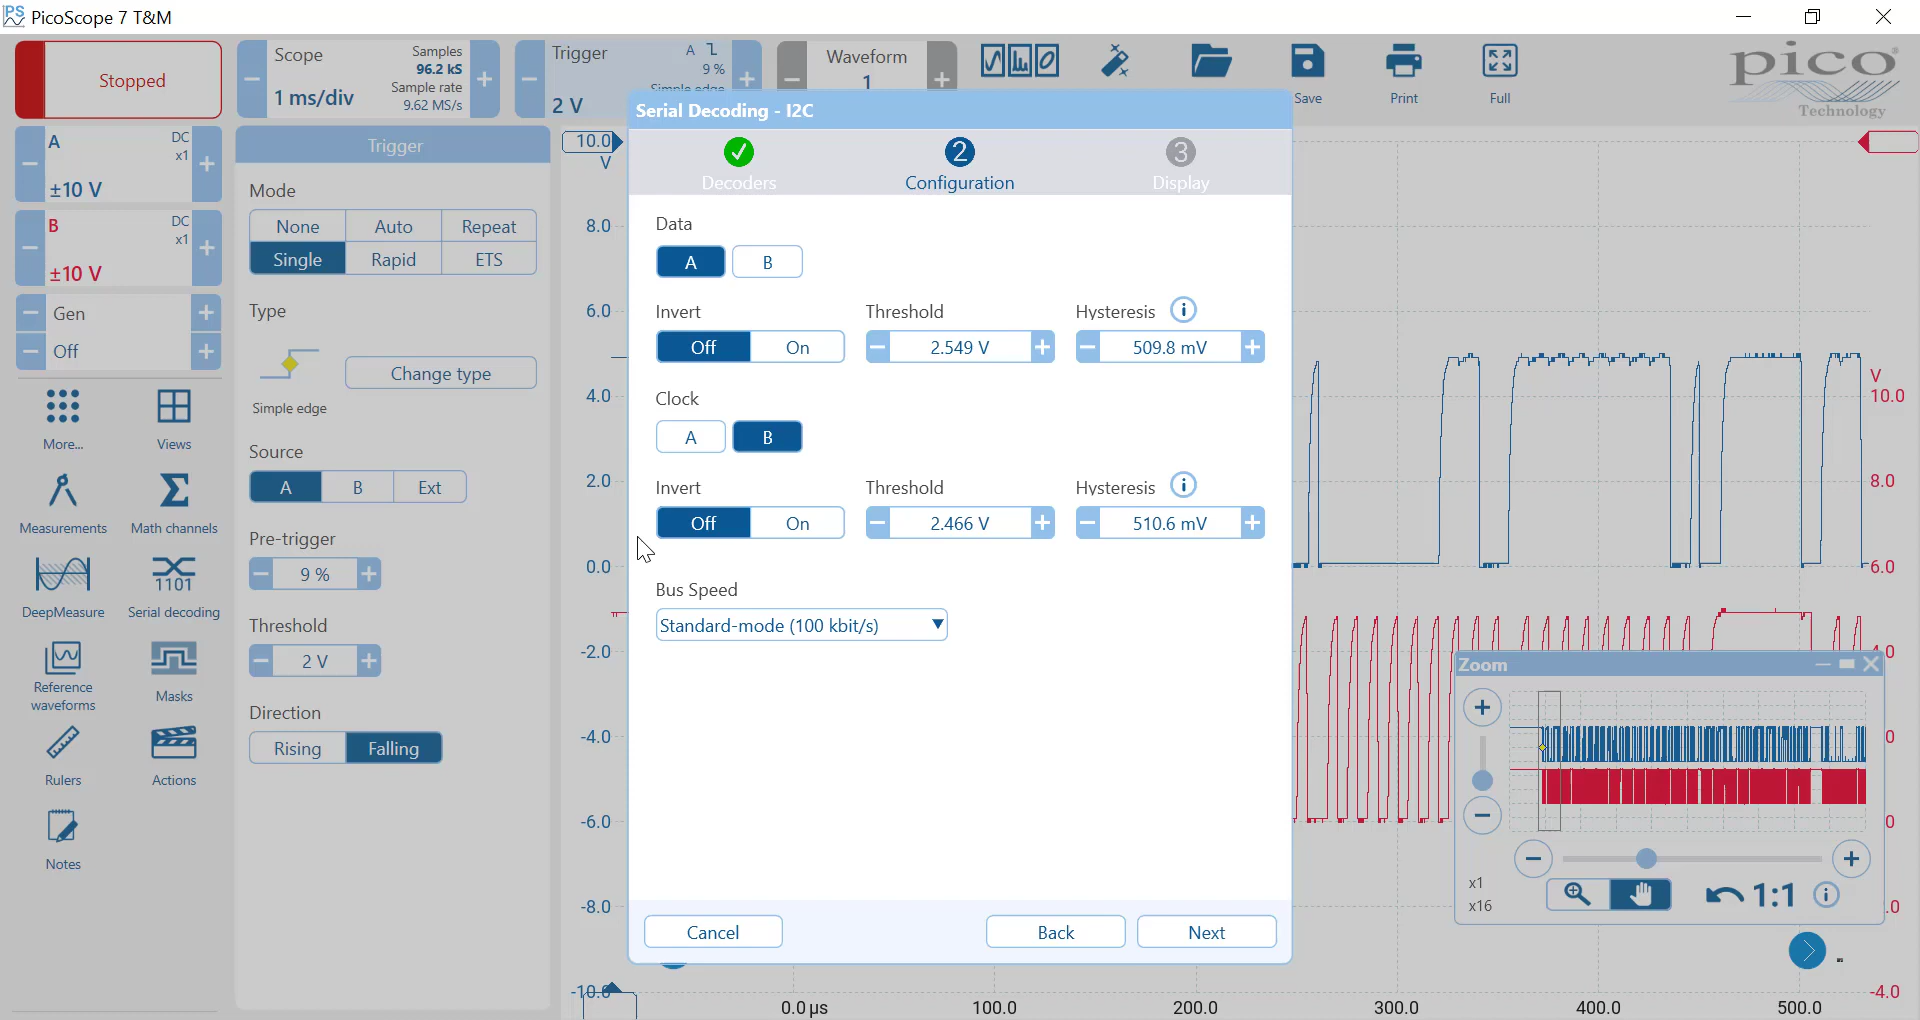 PS
PicoScope 7 T&M
Stopped
Scope
1 ms/div
Samples
96.2 kS
Sample rate
9.62 MS/s
Trigger
A
9 %
Simple edge
2 V
Waveform
1
Save
Print
Full
pico
Technology
A
DC
x1
±10 V
B
DC
x1
±10 V
Gen
Off
More...
Views
Measurements
Math channels
DeepMeasure
1101
Serial decoding
Reference
waveforms
Masks
Rulers
Actions
Notes
Trigger
Mode
None
Auto
Repeat
Single
Rapid
ETS
Type
Simple edge
Change type
Source
A
B
Ext
Pre-trigger
9 %
Threshold
2 V
Direction
Rising
Falling
10.0
V
8.0
6.0
4.0
2.0
0.0
-2.0
-4.0
-6.0
-8.0
-10.0
Serial Decoding - I2C
2
3
Decoders
Configuration
Display
Data
A
B
Invert
Threshold
Hysteresis
i
Off
On
2.549 V
509.8 mV
Clock
A
B
Invert
Threshold
Hysteresis
i
Off
On
2.466 V
510.6 mV
Bus Speed
Standard-mode (100 kbit/s)
Cancel
Back
Next
V
10.0
8.0
6.0
-4.0
Zoom
x1
x16
1:1
i
0.0 µs
100.0
200.0
300.0
400.0
500.0